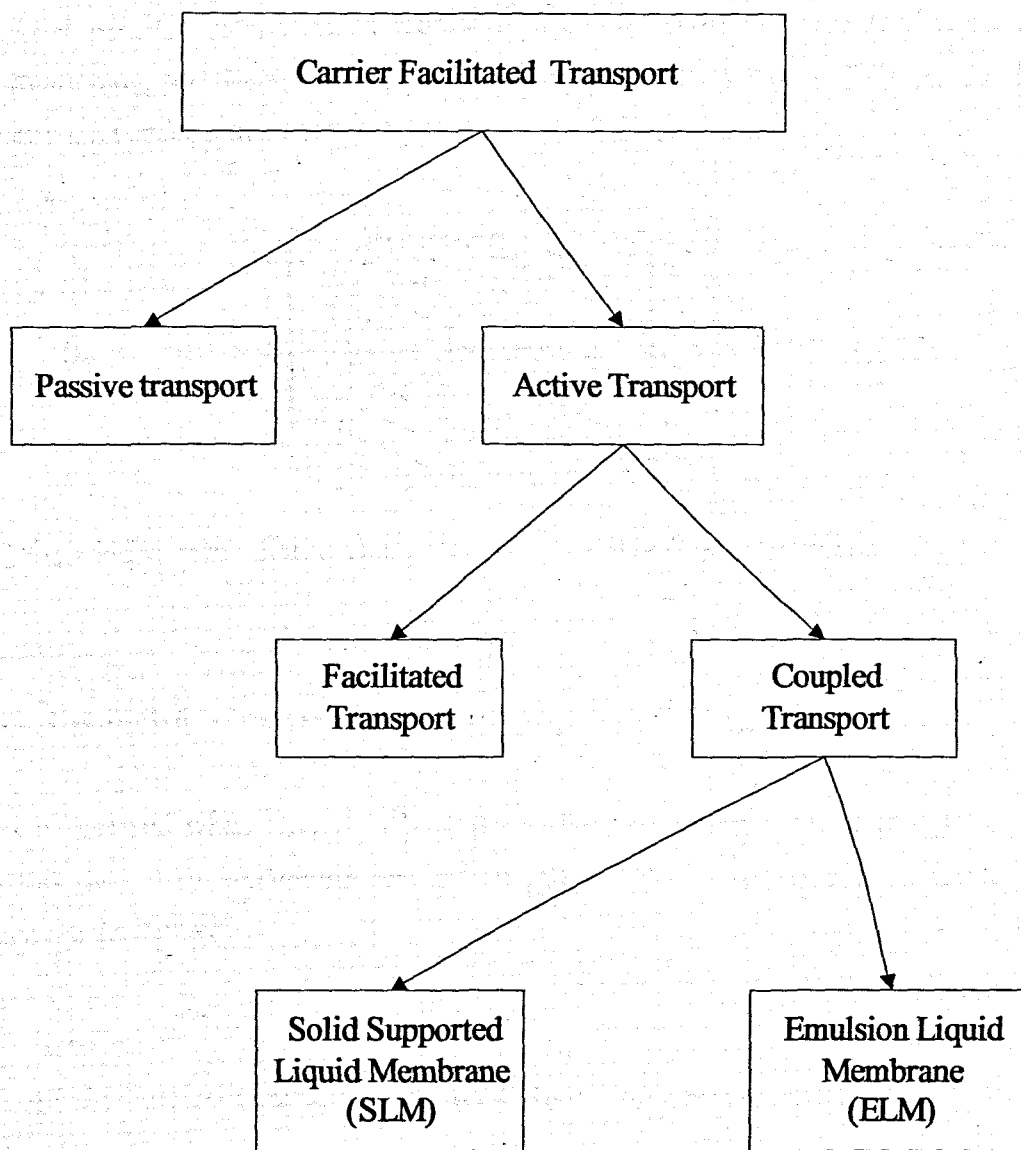 Carrier Facilitated Transport
Passive transport
Active Transport
Facilitated
Transport
Coupled
Transport
Solid Supported
Liquid Membrane
(SLM)
Emulsion Liquid
Membrane
(ELM)